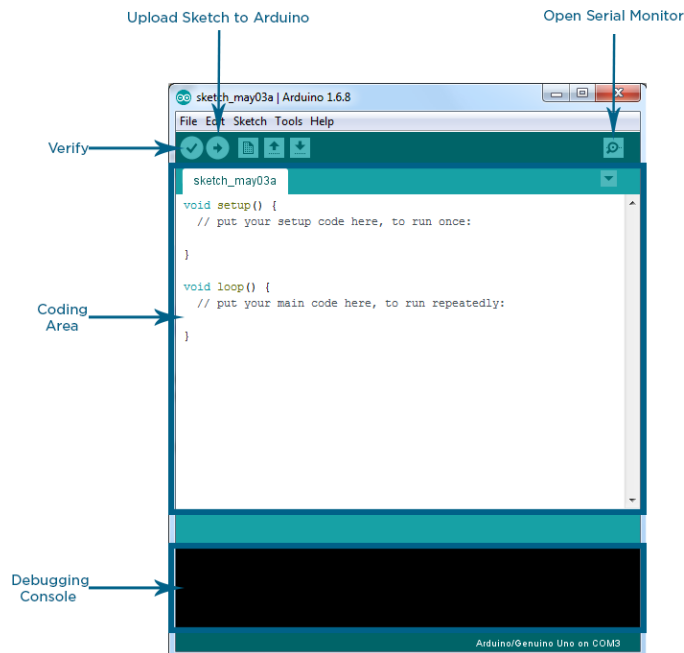 Upload Sketch to Arduino
Open Serial Monitor
sketch_may03a | Arduino 1.6.8
File Edit Sketch Tools Help
Verify
sketch_may03a
void setup() {
// put your setup code here, to run once:
}
void loop() {
// put your main code here, to run repeatedly:
}
Coding
Area
Debugging
Console
Arduino/Genuino Uno on COM3